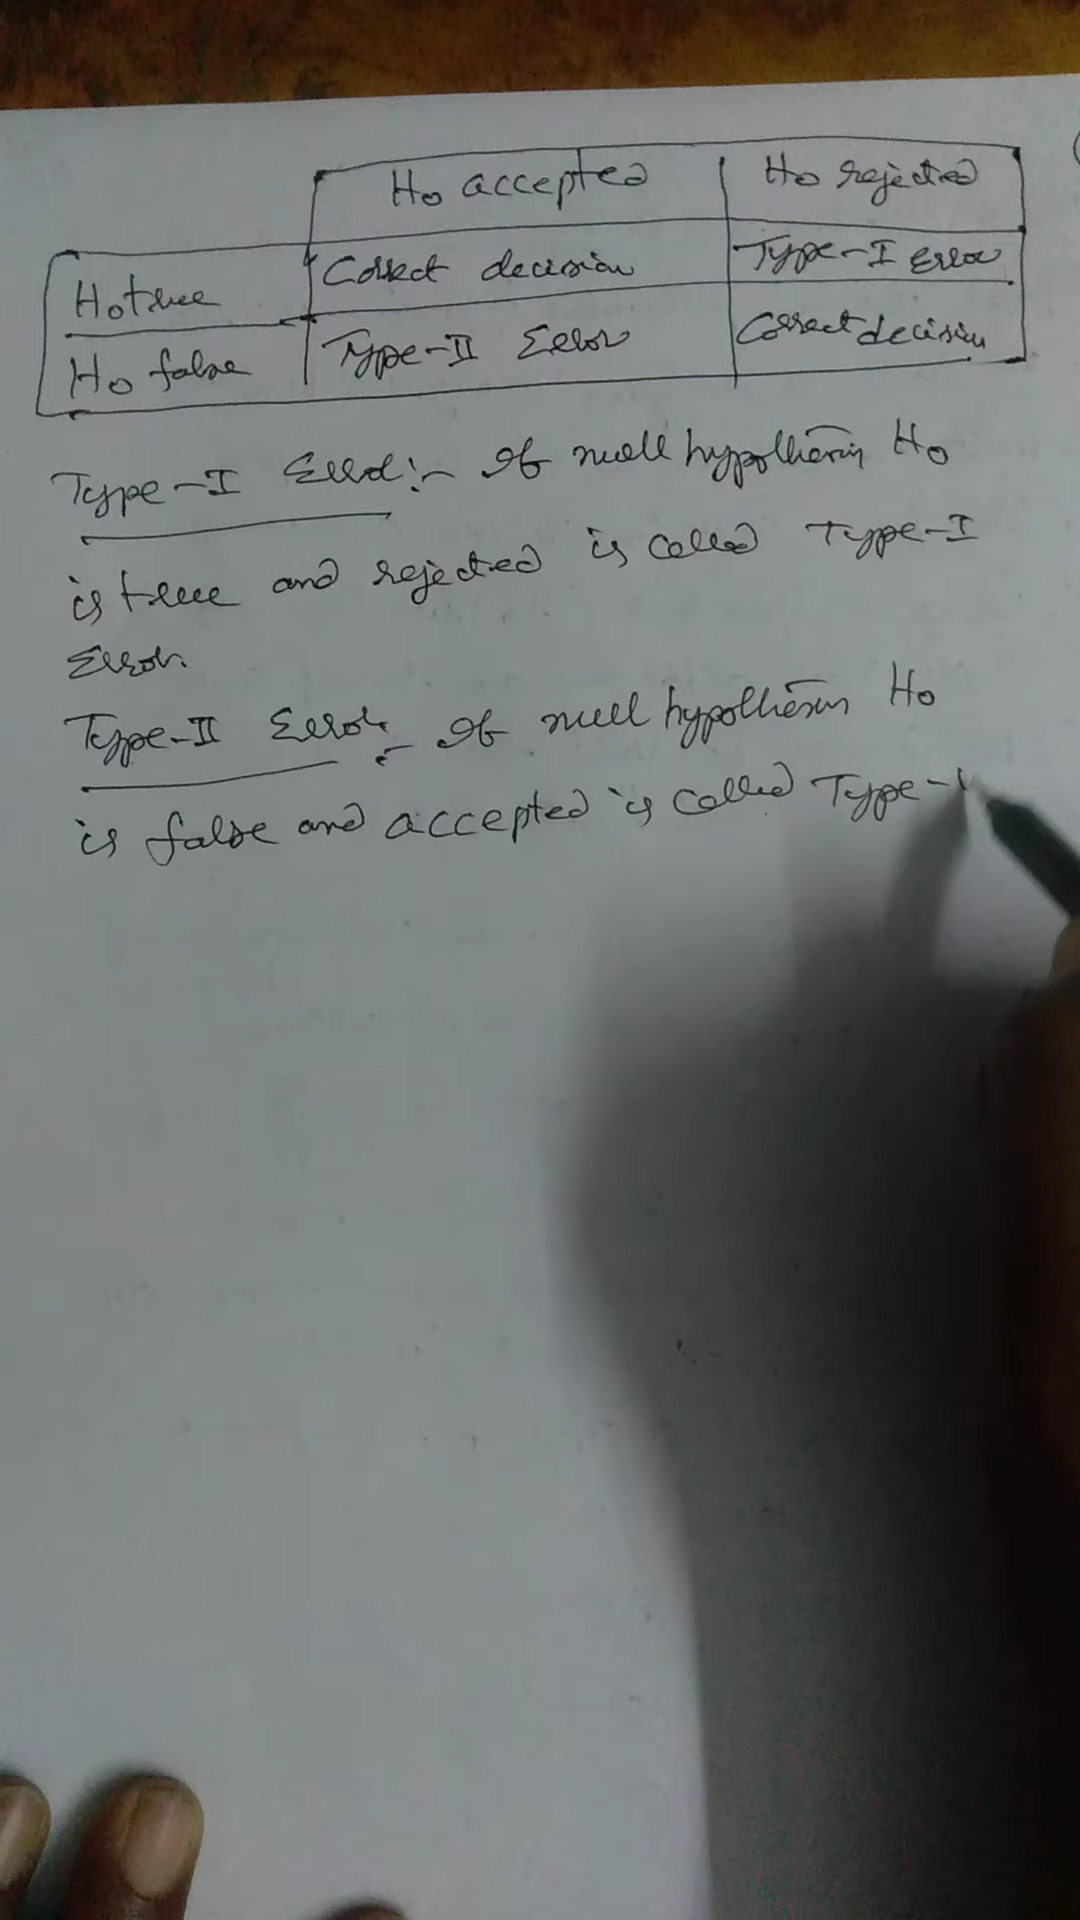 H₀ accepted H₀ rejected
H₀ true Correct decision Type-I Error
H₀ false Type-II Error Correct decision
Type-I Error:- If null hypothesis H₀
is true and rejected is called Type-I
Error.
Type-II Error:- If null hypothesis H₀
is false and accepted is called Type-